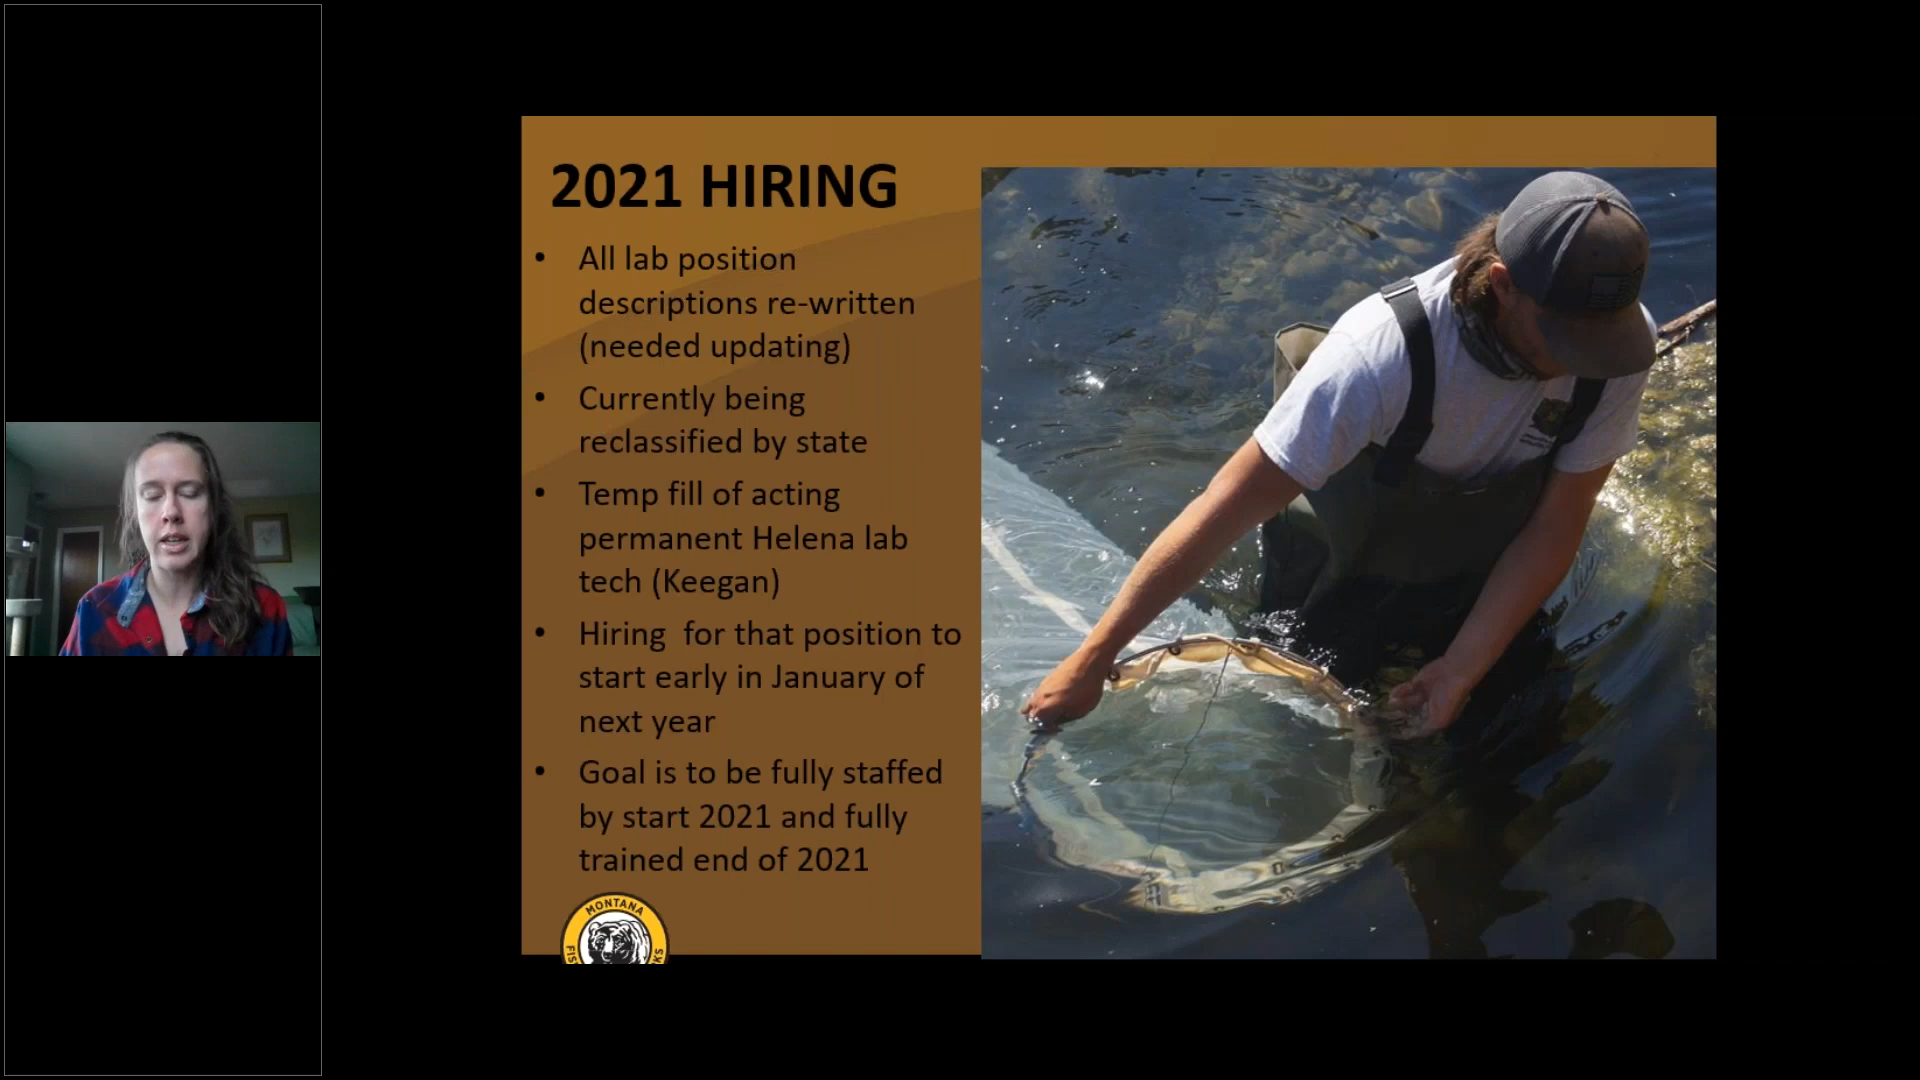 2021 HIRING
• All lab position
descriptions re-written
(needed updating)
• Currently being
reclassified by state
• Temp fill of acting
permanent Helena lab
tech (Keegan)
• Hiring  for that position to
start early in January of
next year
• Goal is to be fully staffed
by start 2021 and fully
trained end of 2021
MONTANA